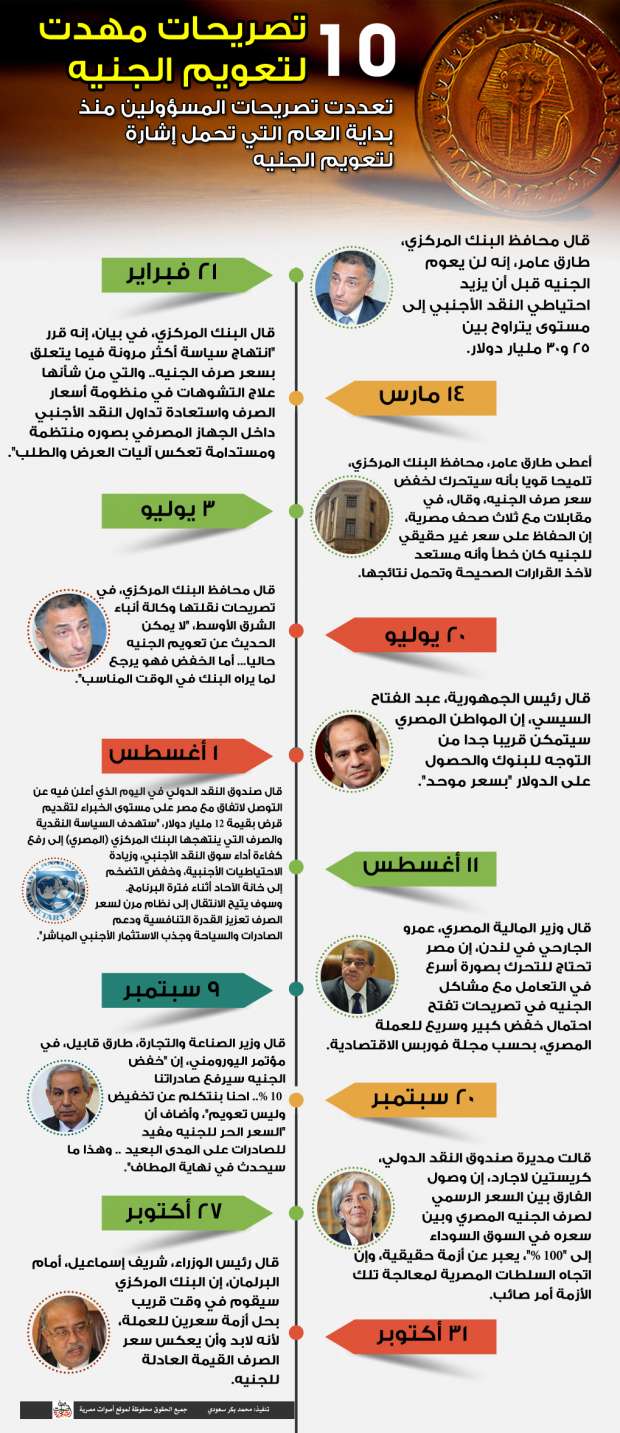 10 تصريحات مهدت
لتعويم الجنيه
تعددت تصريحات المسؤولين منذ
بداية العام التي تحمل إشارة
لتعويم الجنيه
٢١ فبراير
قال محافظ البنك المركزي،
طارق عامر، إنه لن يعوم
الجنيه قبل أن يزيد
احتياطي النقد الأجنبي إلى
مستوى يتراوح بين
٢٥ و٣٠ مليار دولار.
١٤ مارس
قال البنك المركزي، في بيان، إنه قرر
"انتهاج سياسة أكثر مرونة فيما يتعلق
بسعر صرف الجنيه.. والتي من شأنها
علاج التشوهات في منظومة أسعار
الصرف واستعادة تداول النقد الأجنبي
داخل الجهاز المصرفي بصوره منتظمة
ومستدامة تعكس آليات العرض والطلب".
٣ يوليو
أعطى طارق عامر، محافظ البنك المركزي،
تلميحا قويا بأنه سيتحرك لخفض
سعر صرف الجنيه، وقال، في
مقابلات مع ثلاث صحف مصرية،
إن الحفاظ على سعر غير حقيقي
للجنيه كان خطأ وأنه مستعد
لأخذ القرارات الصحيحة وتحمل نتائجها.
٢٠ يوليو
قال محافظ البنك المركزي، في
تصريحات نقلتها وكالة أنباء
الشرق الأوسط، "لا يمكن
الحديث عن تعويم الجنيه
حاليا... أما الخفض فهو يرجع
لما يراه البنك في الوقت المناسب".
١ أغسطس
قال رئيس الجمهورية، عبد الفتاح
السيسي، إن المواطن المصري
سيتمكن قريبا جدا من
التوجه للبنوك والحصول
على الدولار "بسعر موحد".
١١ أغسطس
قال صندوق النقد الدولي في اليوم الذي أعلن فيه عن
التوصل لاتفاق مع مصر على مستوى الخبراء لتقديم
قرض بقيمة 12 مليار دولار، "ستهدف السياسة النقدية
والصرف التي ينتهجها البنك المركزي (المصري) إلى رفع
كفاءة أداء سوق النقد الأجنبي، وزيادة
الاحتياطيات الأجنبية، وخفض التضخم
إلى خانة الآحاد أثناء فترة البرنامج.
وسوف يتيح الانتقال إلى نظام مرن لسعر
الصرف تعزيز القدرة التنافسية ودعم
الصادرات والسياحة وجذب الاستثمار الأجنبي المباشر".
٩ سبتمبر
قال وزير المالية المصري، عمرو
الجارحي في لندن، إن مصر
تحتاج للتحرك بصورة أسرع
في التعامل مع مشاكل
الجنيه في تصريحات تفتح
احتمال خفض كبير وسريع للعملة
المصري، بحسب مجلة فوربس الاقتصادية.
٢٠ سبتمبر
قال وزير الصناعة والتجارة، طارق قابيل، في
مؤتمر اليورومني، إن "خفض
الجنيه سيرفع صادراتنا
10 %.. احنا بنتكلم عن تخفيض
وليس تعويم"، وأضاف أن
"السعر الحر للجنيه مفيد
للصادرات على المدى البعيد .. وهذا ما
سيحدث في نهاية المطاف".
٢٧ أكتوبر
قالت مديرة صندوق النقد الدولي،
كريستين لاجارد، إن وصول
الفارق بين السعر الرسمي
لصرف الجنيه المصري وبين
سعره في السوق السوداء
إلى "100 %"، يعبر عن أزمة حقيقية، وإن
اتجاه السلطات المصرية لمعالجة تلك
الأزمة أمر صائب.
٣١ أكتوبر
قال رئيس الوزراء، شريف إسماعيل، أمام
البرلمان، إن البنك المركزي
سيقوم في وقت قريب
بحل أزمة سعرين للعملة،
لأنه لابد وأن يعكس سعر
الصرف القيمة العادلة
للجنيه.
تنفيذ: محمد بكر سعودي
جميع الحقوق محفوظة لموقع أصوات مصرية